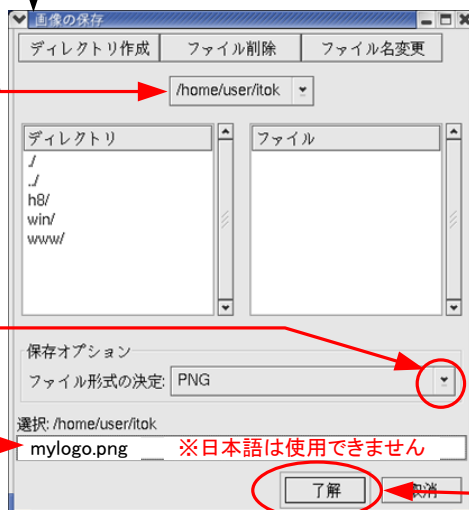 画像の保存
ディレクトリ作成 ファイル削除 ファイル名変更
/home/user/itok
ディレクトリ ファイル
./
../
h8/
win/
www/
保存オプション
ファイル形式の決定: PNG
選択: /home/user/itok
mylogo.png ※日本語は使用できません
了解 取消